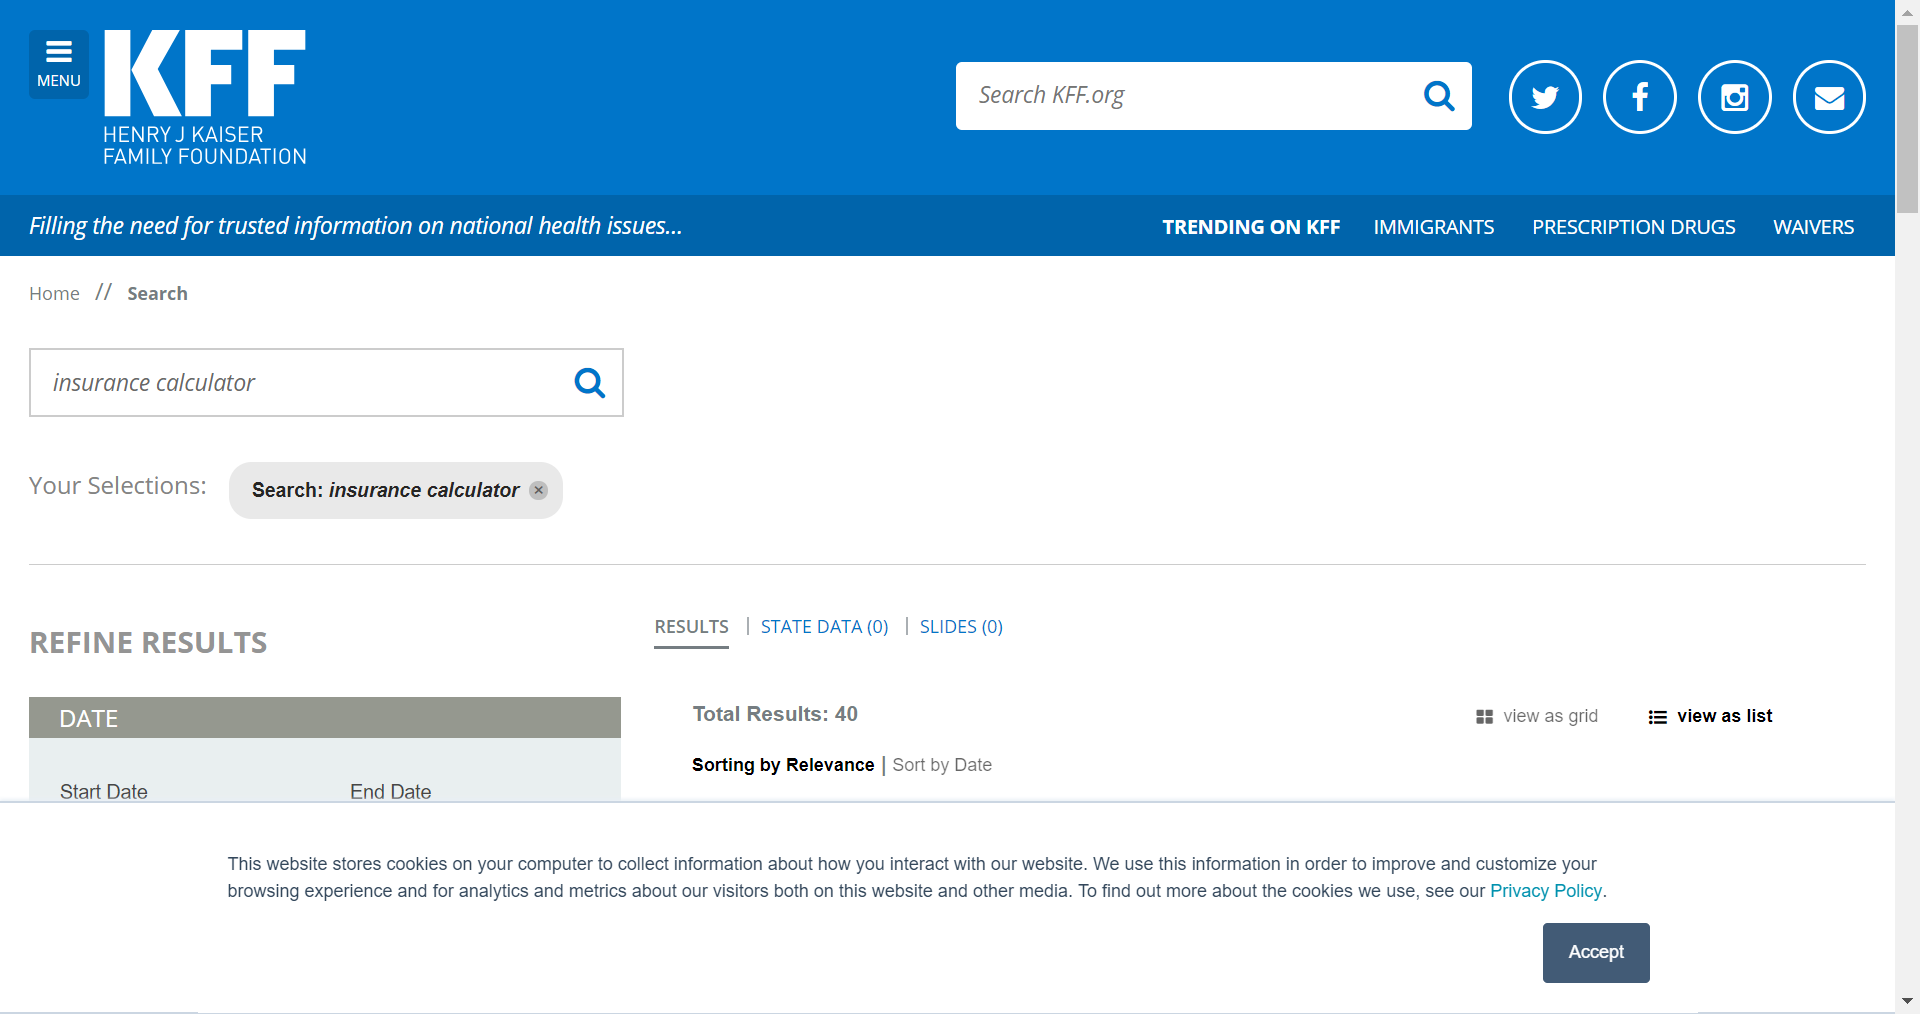 MENU
KFF
HENRY J KAISER
FAMILY FOUNDATION
Search KFF.org
Filling the need for trusted information on national health issues...
TRENDING ON KFF IMMIGRANTS PRESCRIPTION DRUGS WAIVERS
Home // Search
insurance calculator
Your Selections: Search: insurance calculator
REFINE RESULTS
RESULTS | STATE DATA (0) | SLIDES (0)
DATE
Start Date End Date
Total Results: 40
view as grid view as list
Sorting by Relevance | Sort by Date
This website stores cookies on your computer to collect information about how you interact with our website. We use this information in order to improve and customize your
browsing experience and for analytics and metrics about our visitors both on this website and other media. To find out more about the cookies we use, see our Privacy Policy.
Accept